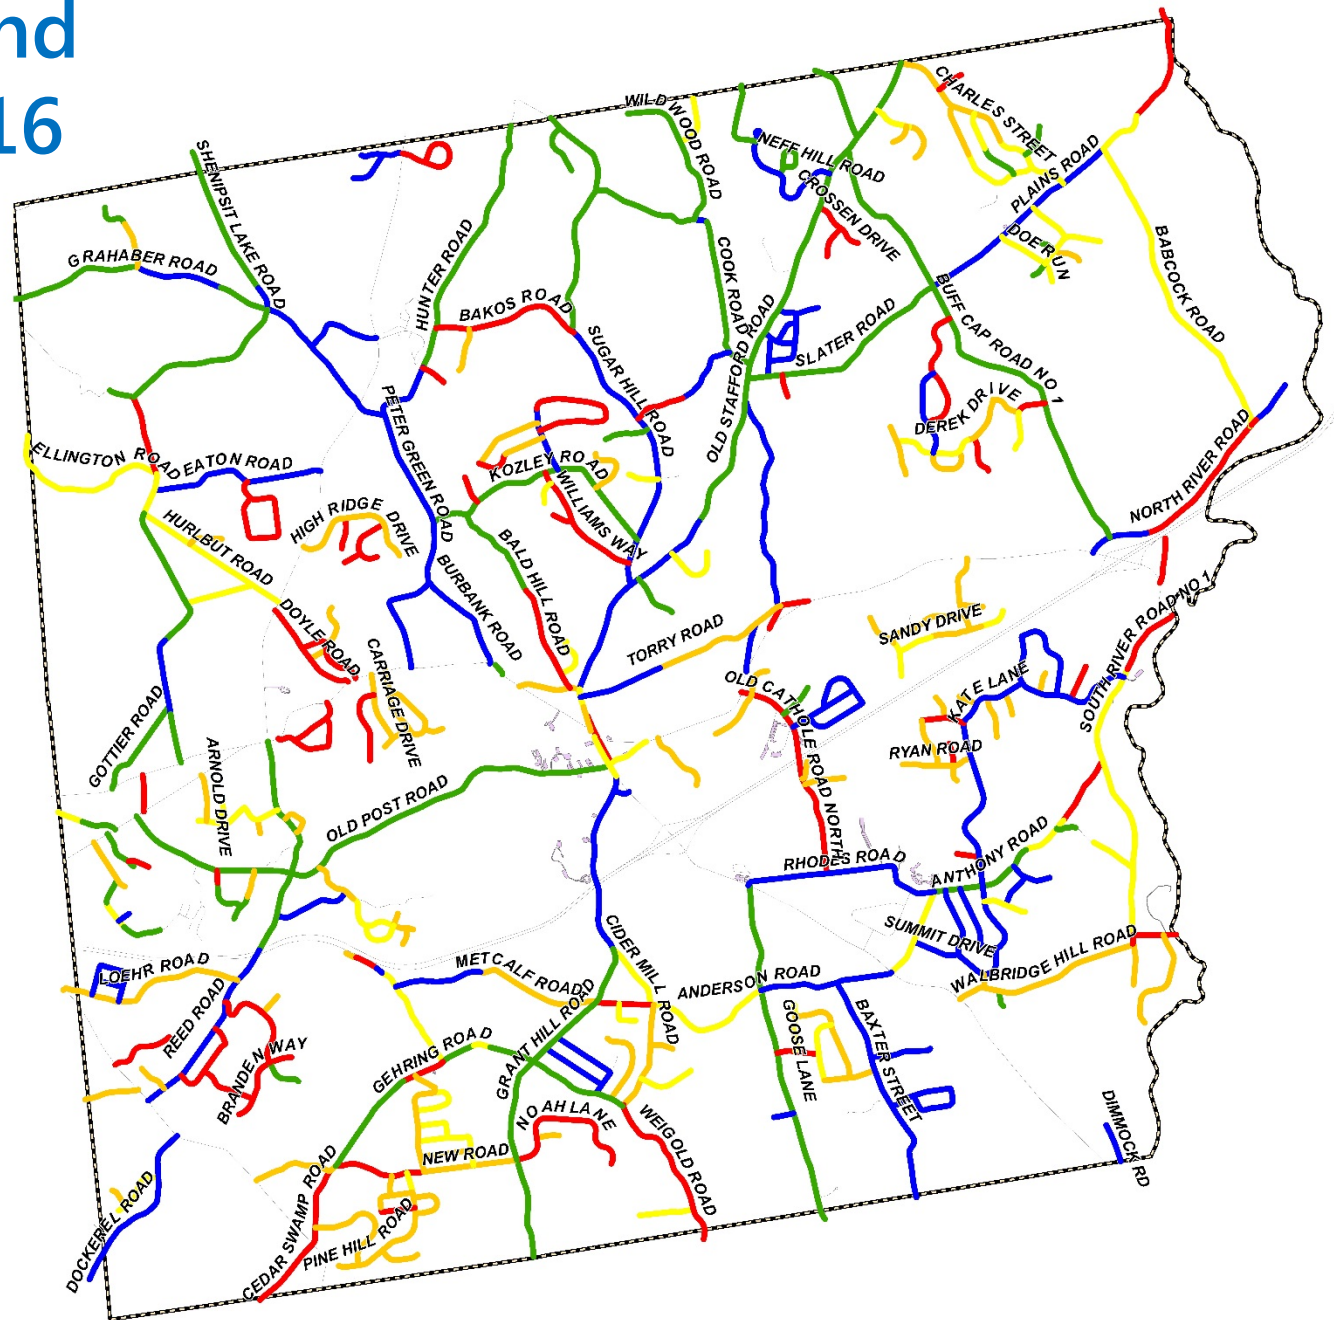 nd
16
WILD WOOD ROAD
CHARLES STREET
SHENIPSIT LAKE ROAD
NEFF HILL ROAD
PLAINS ROAD
CROSSEN DRIVE
GRAHABER ROAD
HUNTER ROAD
COOK ROAD
DOE RUN
BABCOCK ROAD
BAKOS ROAD
BUFF CAP ROAD NO 1
SUGAR HILL ROAD
OLD STAFFORD ROAD
SLATER ROAD
PETER GREEN ROAD
DEREK DRIVE
ELLINGTON ROAD
EATON ROAD
KOZLEY ROAD
NORTH RIVER ROAD
HIGH RIDGE DRIVE
WILLIAMS WAY
HURLBUT ROAD
BALD HILL ROAD
BURBANK ROAD
DOYLE ROAD
TORRY ROAD
SANDY DRIVE
SOUTH RIVER ROAD NO 1
CARRIAGE DRIVE
OLD CATHOLE ROAD NORTH
KATE LANE
GOTTIER ROAD
RYAN ROAD
ARNOLD DRIVE
OLD POST ROAD
RHODES ROAD
ANTHONY ROAD
CIDER MILL ROAD
SUMMIT DRIVE
LOEHR ROAD
METCALF ROAD
ANDERSON ROAD
WALBRIDGE HILL ROAD
REED ROAD
GRANT HILL ROAD
GOOSE LANE
BAXTER STREET
BRANDEN WAY
GEHRING ROAD
NOAH LANE
WEIGOLD ROAD
DIMMOCK RD
NEW ROAD
DOCKEREL ROAD
CEDAR SWAMP ROAD
PINE HILL ROAD